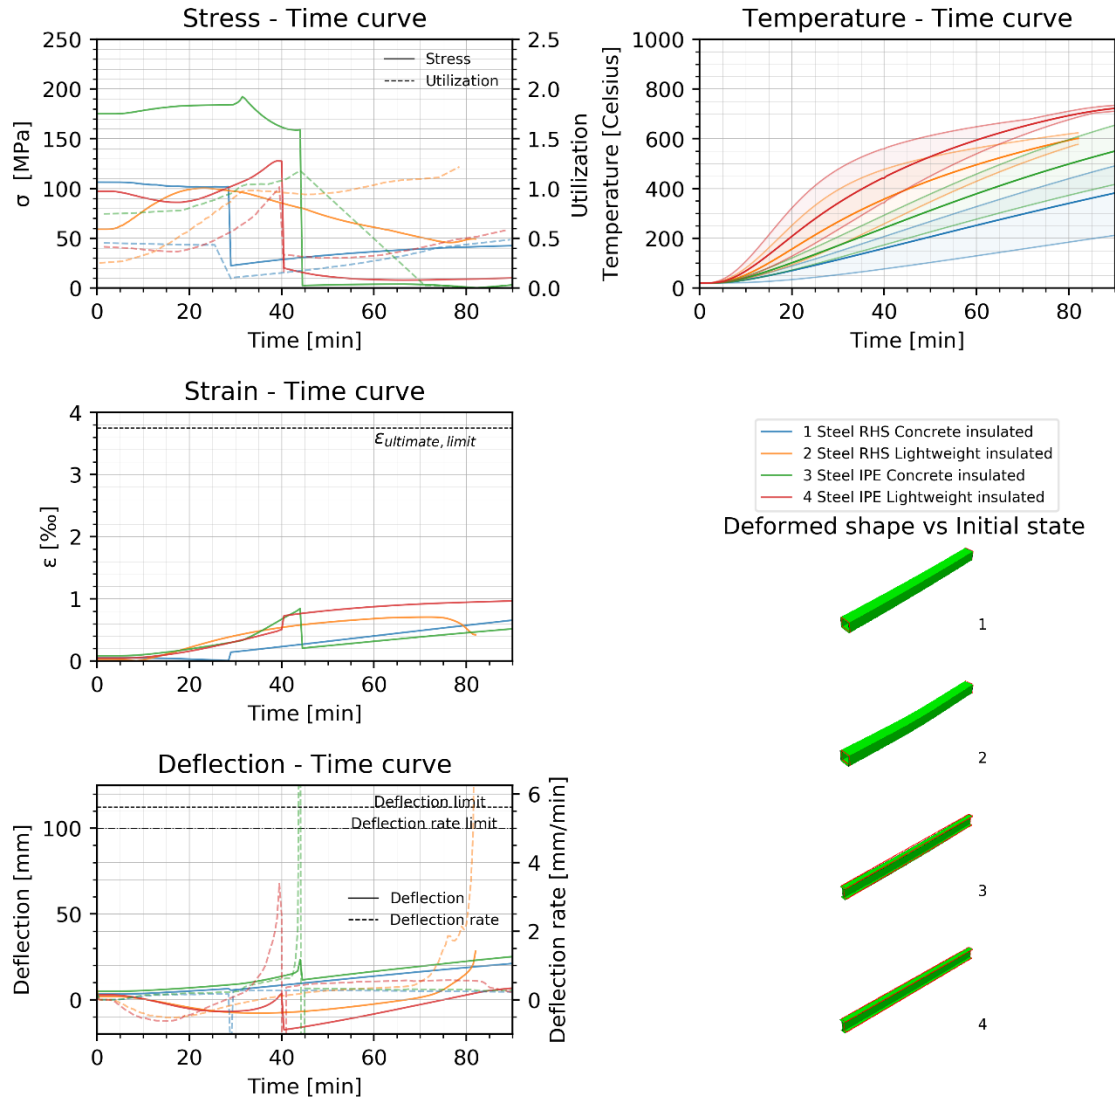 Stress - Time curve
250
200
150
100
50
0
σ [MPa]
2.5
2.0
1.5
1.0
0.5
0.0
Utilization
Stress
Utilization
0 20 40 60 80
Time [min]
Temperature - Time curve
1000
800
600
400
200
0
Temperature [Celsius]
0 20 40 60 80
Time [min]
Strain - Time curve
4
3
2
1
0
ε [‰]
ε ultimate, limit
0 20 40 60 80
Time [min]
1 Steel RHS Concrete insulated
2 Steel RHS Lightweight insulated
3 Steel IPE Concrete insulated
4 Steel IPE Lightweight insulated
Deformed shape vs Initial state
1
2
3
4
Deflection - Time curve
100
50
0
Deflection [mm]
6
4
2
0
Deflection rate [mm/min]
Deflection limit
Deflection rate limit
Deflection
Deflection rate
0 20 40 60 80
Time [min]